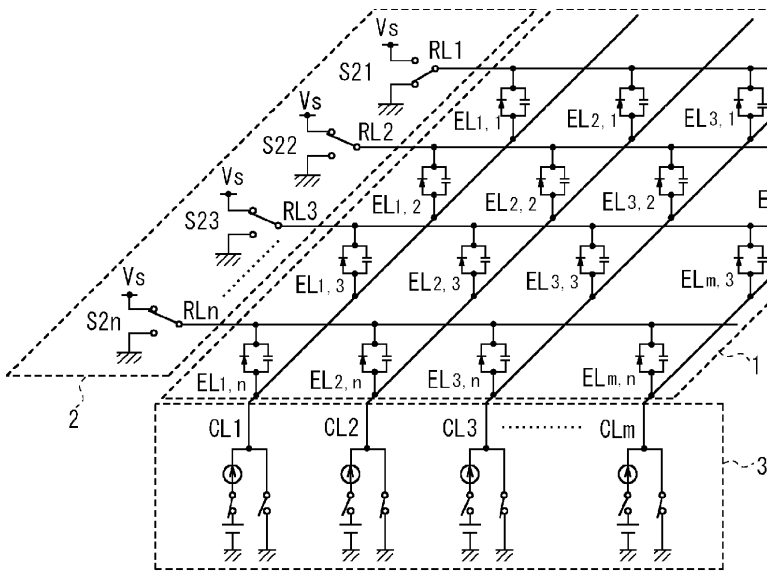 Vs
RL1
S21
Vs
RL2
EL1,1
EL2,1
EL3,1
S22
Vs
RL3
EL1,2
EL2,2
EL3,2
E
S23
Vs
RLn
EL1,3
EL2,3
EL3,3
ELm,3
S2n
EL1,n
EL2,n
EL3,n
ELm,n
1
2
CL1
CL2
CL3
CLm
3